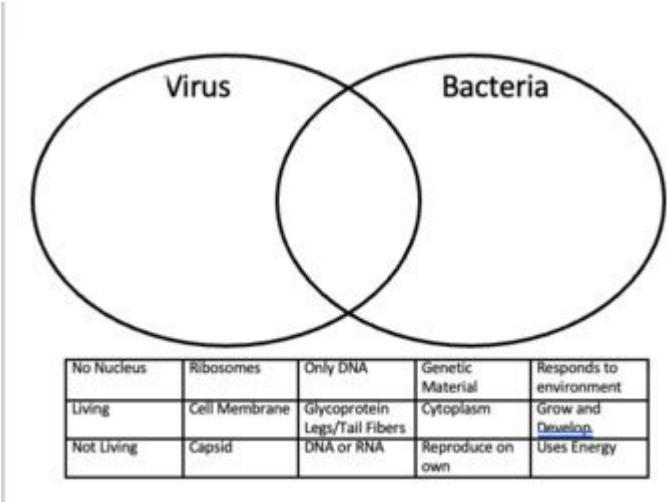 Virus
Bacteria
No Nucleus
Ribosomes
Only DNA
Genetic
Material
Responds to
environment
Living
Cell Membrane
Glycoprotein
Legs/Tail Fibers
Cytoplasm
Grow and
Develop
Not Living
Capsid
DNA or RNA
Reproduce on
own
Uses Energy